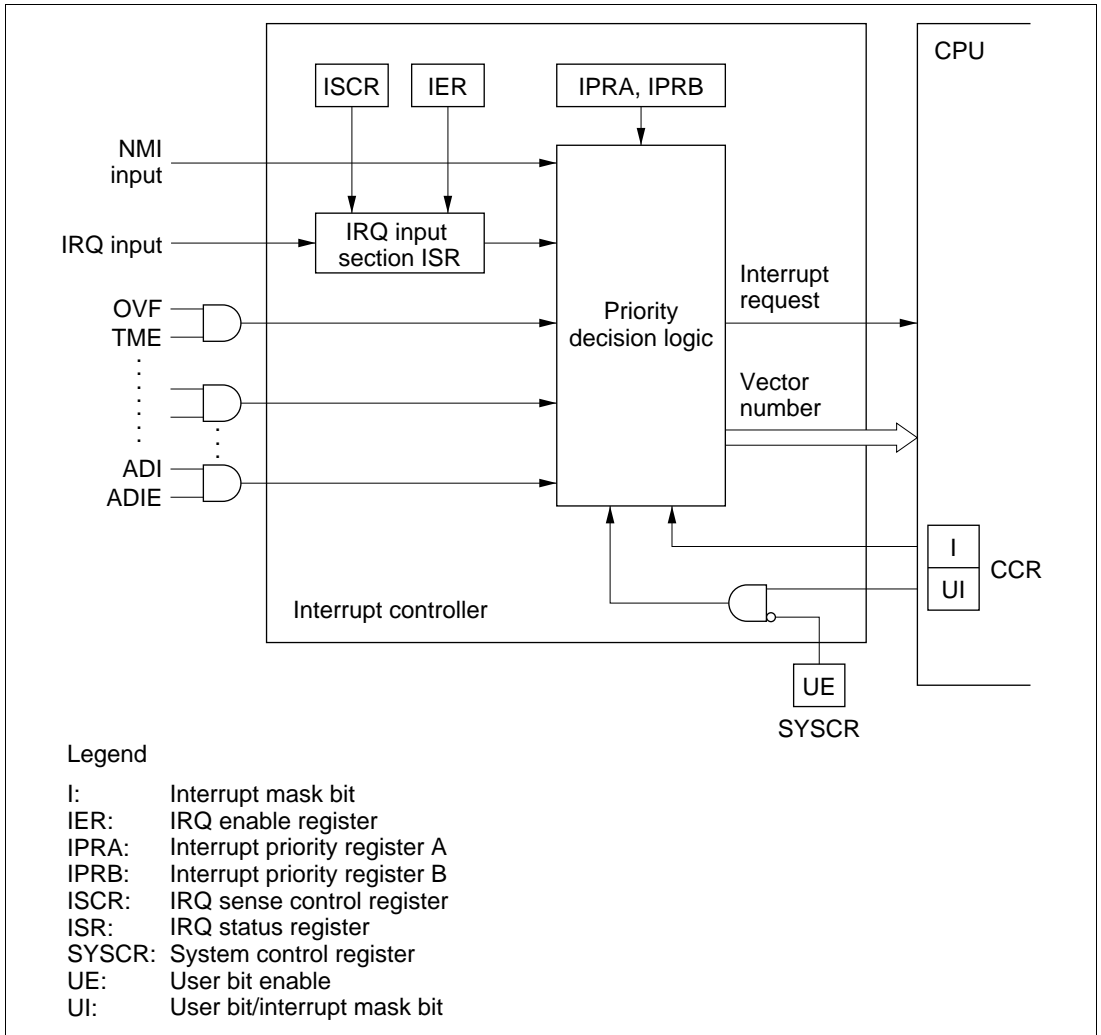 CPU
ISCR
IER
IPRA, IPRB
NMI
input
IRQ input
IRQ input
section ISR
OVF
TME
Priority
decision logic
Interrupt
request
Vector
number
ADI
ADIE
I
UI
CCR
Interrupt controller
UE
SYSCR
Legend
I: Interrupt mask bit
IER: IRQ enable register
IPRA: Interrupt priority register A
IPRB: Interrupt priority register B
ISCR: IRQ sense control register
ISR: IRQ status register
SYSCR: System control register
UE: User bit enable
UI: User bit/interrupt mask bit